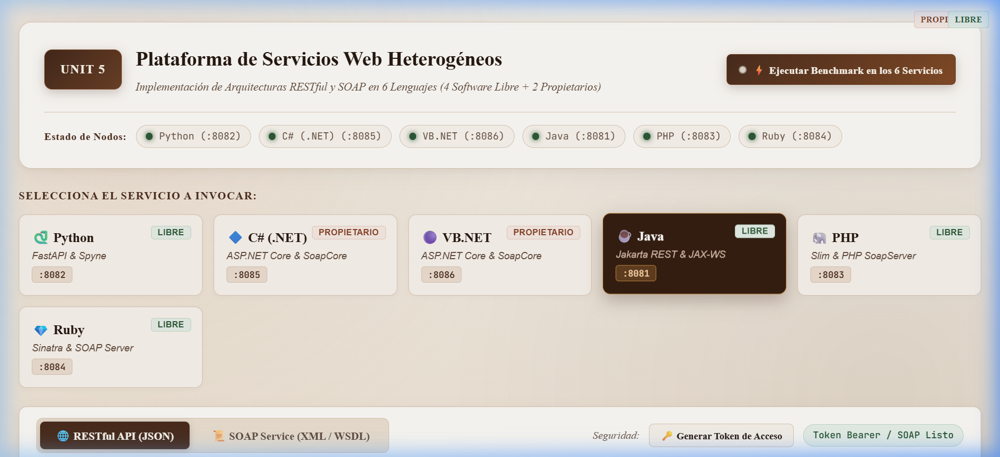 PROPI
LIBRE
UNIT 5
Plataforma de Servicios Web Heterogéneos
Implementación de Arquitecturas RESTful y SOAP en 6 Lenguajes (4 Software Libre + 2 Propietarios)
⚡ Ejecutar Benchmark en los 6 Servicios
Estado de Nodos:
Python (:8082)
C# (.NET) (:8085)
VB.NET (:8086)
Java (:8081)
PHP (:8083)
Ruby (:8084)
SELECCIONA EL SERVICIO A INVOCAR:
Python
LIBRE
FastAPI & Spyne
:8082
C# (.NET)
PROPIETARIO
ASP.NET Core & SoapCore
:8085
VB.NET
PROPIETARIO
ASP.NET Core & SoapCore
:8086
Java
LIBRE
Jakarta REST & JAX-WS
:8081
PHP
LIBRE
Slim & PHP SoapServer
:8083
Ruby
LIBRE
Sinatra & SOAP Server
:8084
RESTful API (JSON)
SOAP Service (XML / WSDL)
Seguridad:
Generar Token de Acceso
Token Bearer / SOAP Listo